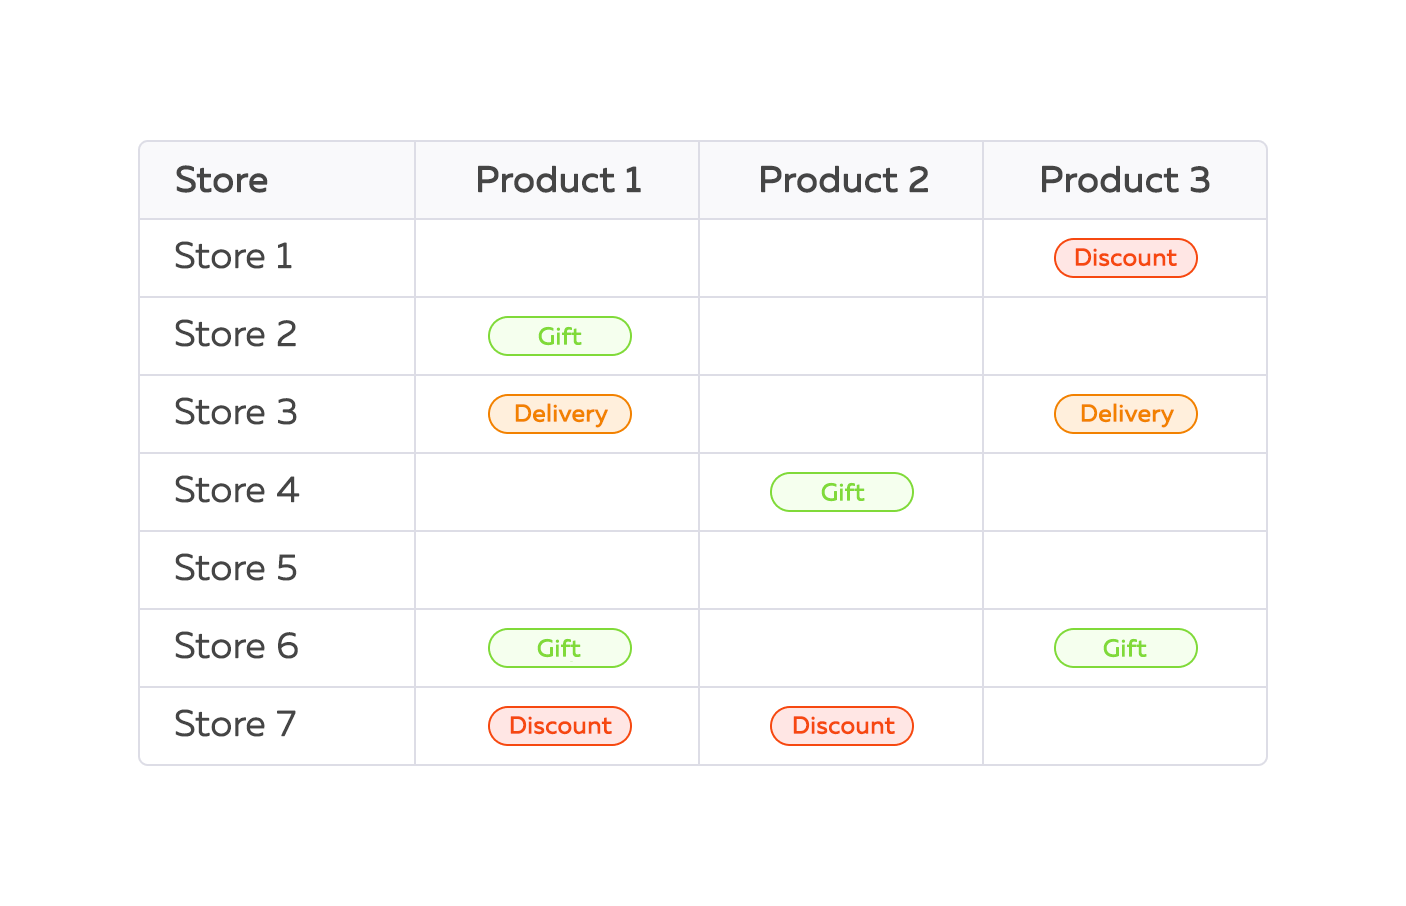 Store Product 1 Product 2 Product 3
Store 1 Discount
Store 2 Gift
Store 3 Delivery Delivery
Store 4 Gift
Store 5
Store 6 Gift Gift
Store 7 Discount Discount